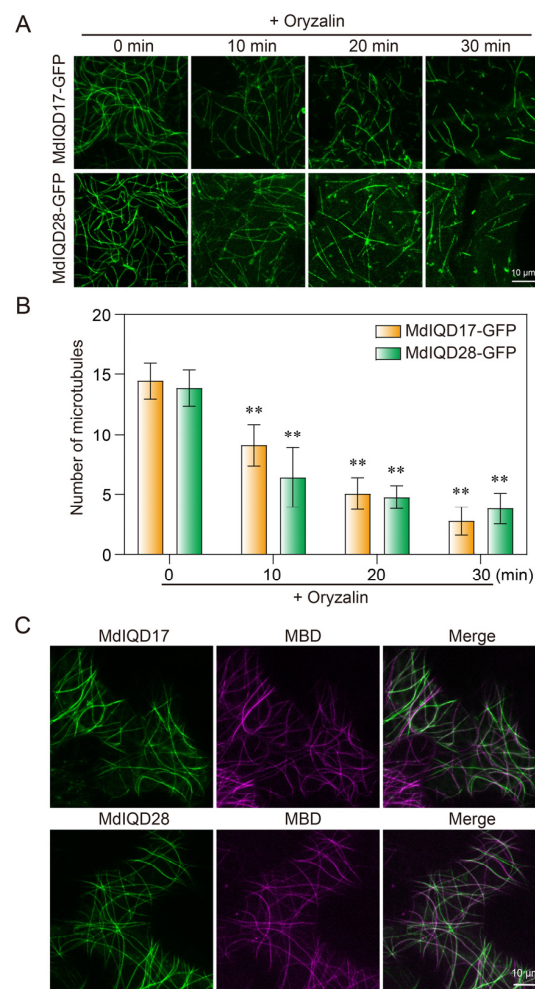 A
+ Oryzalin
0 min 10 min 20 min 30 min
MdIQD17-GFP
MdIQD28-GFP
10 µm
B
Number of microtubules
20
15
10
5
0
MdIQD17-GFP
MdIQD28-GFP
** ** ** ** ** **
0 10 20 30 (min)
+ Oryzalin
C
MdIQD17 MBD Merge
MdIQD28 MBD Merge
10 µm